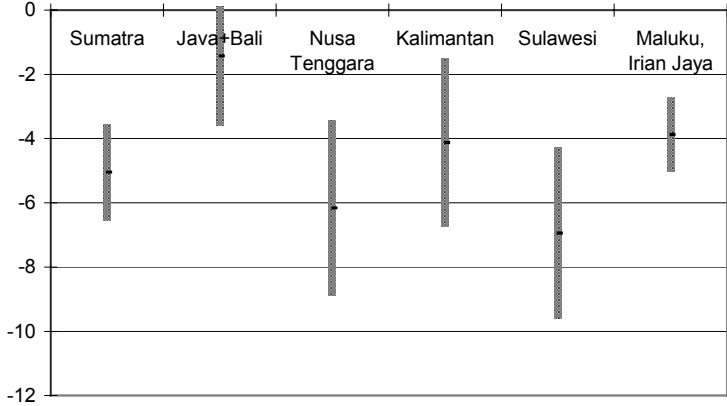 0
Sumatra
Java+Bali
Nusa
Tenggara
Kalimantan
Sulawesi
Maluku,
Irian Jaya
-2
-4
-6
-8
-10
-12